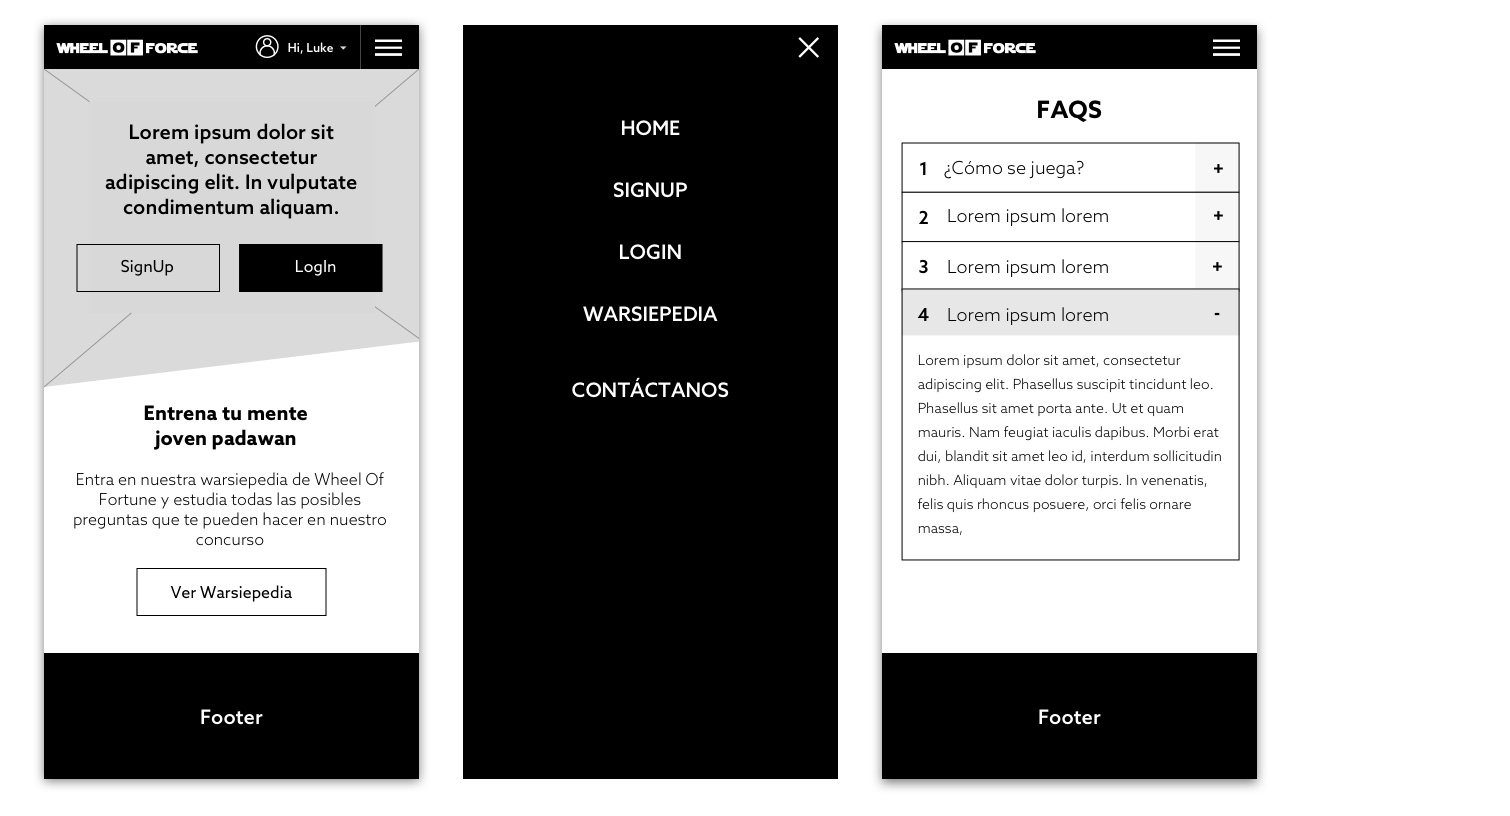 WHEEL OF FORCE
Hi, Luke
Lorem ipsum dolor sit
amet, consectetur
adipiscing elit. In vulputate
condimentum aliquam.
SignUp
LogIn
Entrena tu mente
joven padawan
Entra en nuestra warsiepedia de Wheel Of
Fortune y estudia todas las posibles
preguntas que te pueden hacer en nuestro
concurso
Ver Warsiepedia
Footer
HOME
SIGNUP
LOGIN
WARSIEPEDIA
CONTÁCTANOS
WHEEL OF FORCE
FAQS
1 ¿Cómo se juega? +
2 Lorem ipsum lorem +
3 Lorem ipsum lorem +
4 Lorem ipsum lorem -
Lorem ipsum dolor sit amet, consectetur
adipiscing elit. Phasellus suscipit tincidunt leo.
Phasellus sit amet porta ante. Ut et quam
mauris. Nam feugiat iaculis dapibus. Morbi erat
dui, blandit sit amet leo id, interdum sollicitudin
nibh. Aliquam vitae dolor turpis. In venenatis,
felis quis rhoncus posuere, orci felis ornare
massa,
Footer